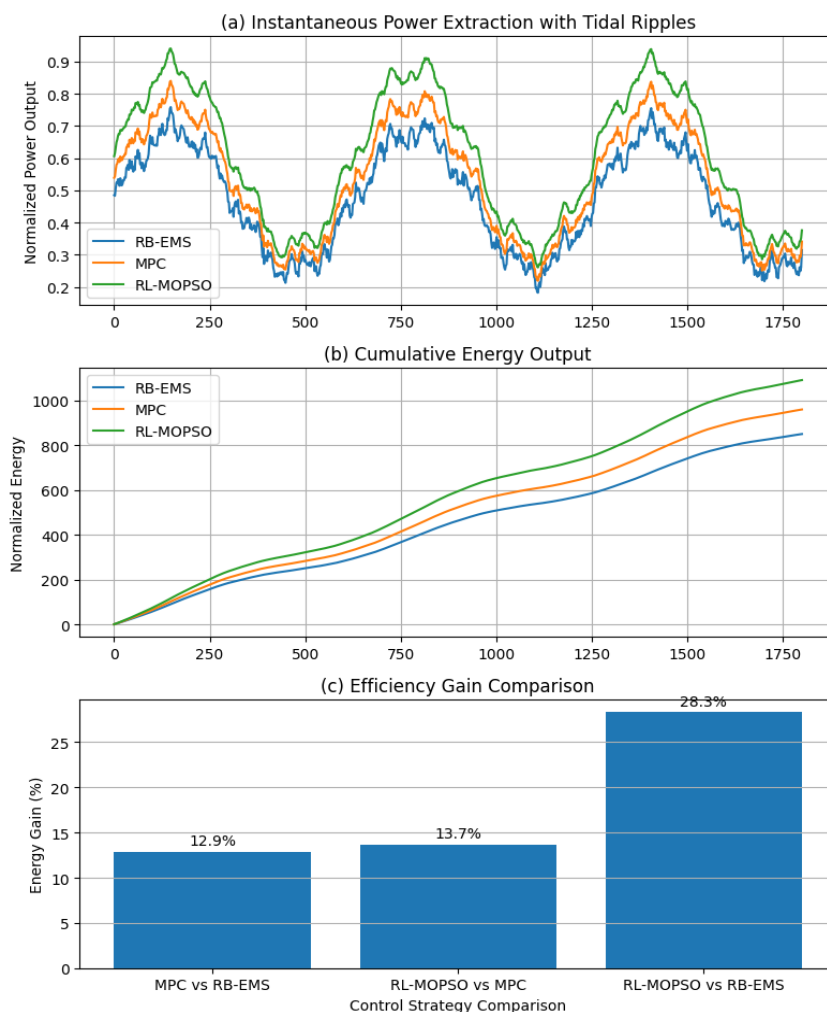 (a) Instantaneous Power Extraction with Tidal Ripples
Normalized Power Output
0.9
0.8
0.7
0.6
0.5
0.4
0.3
0.2
RB-EMS
MPC
RL-MOPSO
0 250 500 750 1000 1250 1500 1750
(b) Cumulative Energy Output
Normalized Energy
1000
800
600
400
200
0
RB-EMS
MPC
RL-MOPSO
0 250 500 750 1000 1250 1500 1750
(c) Efficiency Gain Comparison
Energy Gain (%)
25
20
15
10
5
0
12.9%
13.7%
28.3%
MPC vs RB-EMS RL-MOPSO vs MPC RL-MOPSO vs RB-EMS
Control Strategy Comparison